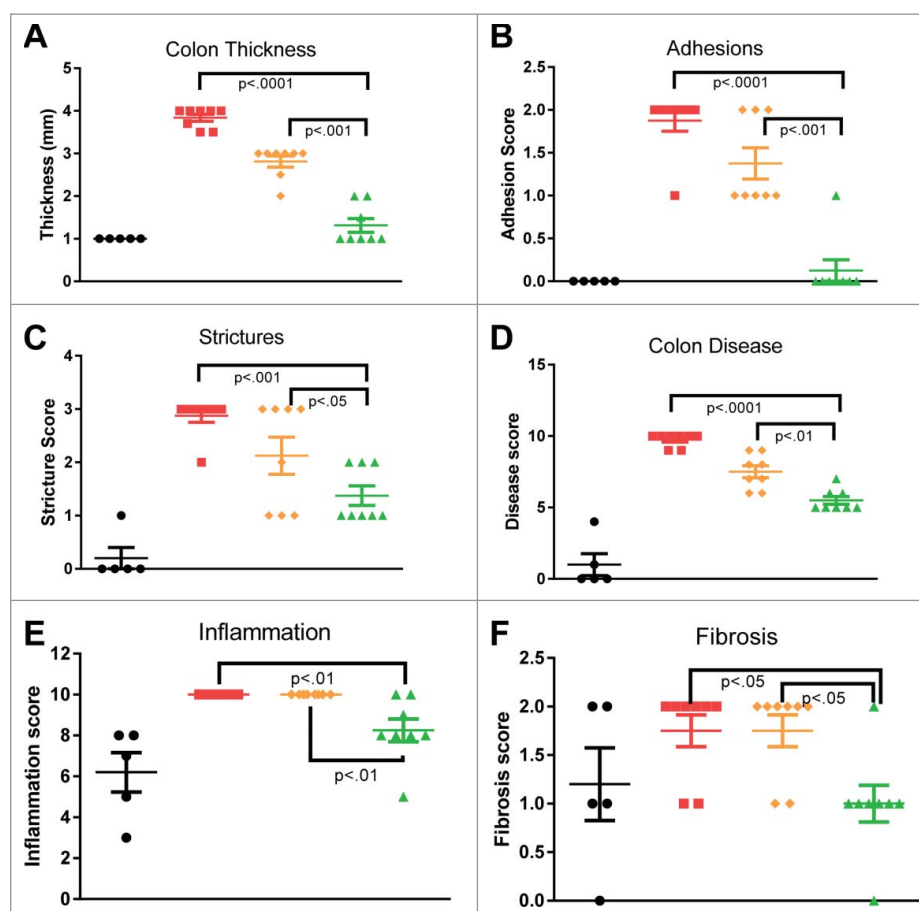 A
Colon Thickness
Thickness (mm)
5
4
3
2
1
0
p<.0001
p<.001
B
Adhesions
Adhesion Score
2.5
2.0
1.5
1.0
0.5
0.0
p<.0001
p<.001
C
Strictures
Stricture Score
4
3
2
1
0
p<.001
p<.05
D
Colon Disease
Disease score
15
10
5
0
p<.0001
p<.01
E
Inflammation
Inflammation score
12
10
8
6
4
2
0
p<.01
p<.01
F
Fibrosis
Fibrosis score
2.5
2.0
1.5
1.0
0.5
0.0
p<.05
p<.05